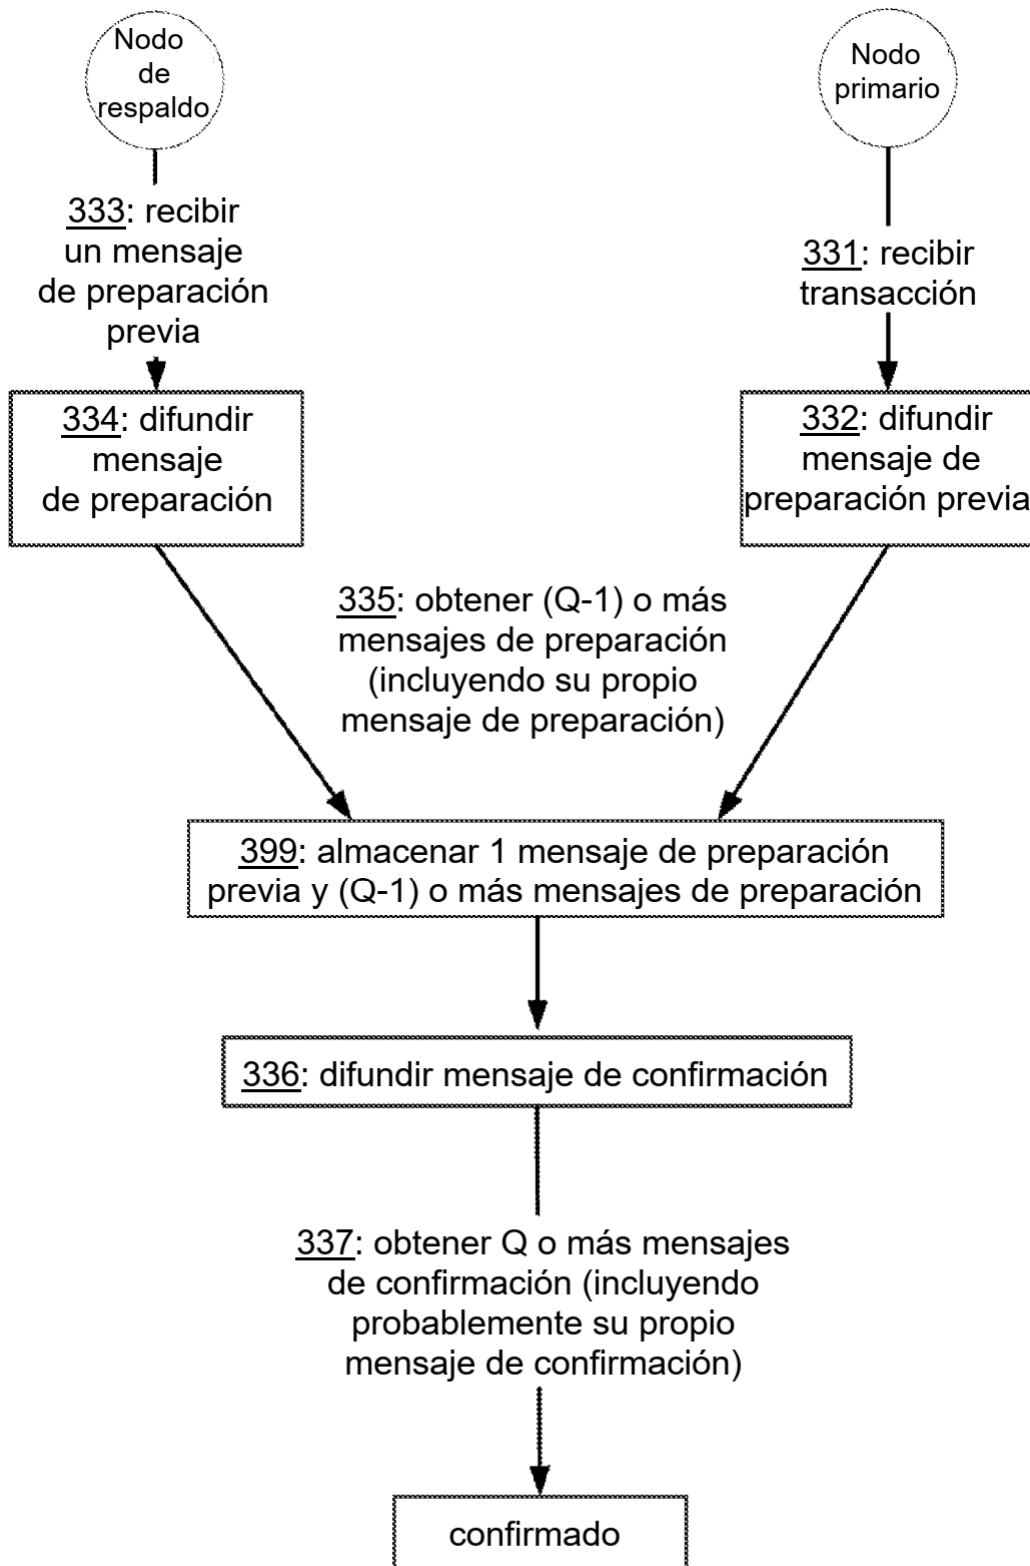 Nodo
de
respaldo
Nodo
primario
333: recibir
un mensaje
de preparación
previa
331: recibir
transacción
334: difundir
mensaje
de preparación
332: difundir
mensaje de
preparación previa
335: obtener (Q-1) o más
mensajes de preparación
(incluyendo su propio
mensaje de preparación)
399: almacenar 1 mensaje de preparación
previa y (Q-1) o más mensajes de preparación
336: difundir mensaje de confirmación
337: obtener Q o más mensajes
de confirmación (incluyendo
probablemente su propio
mensaje de confirmación)
confirmado